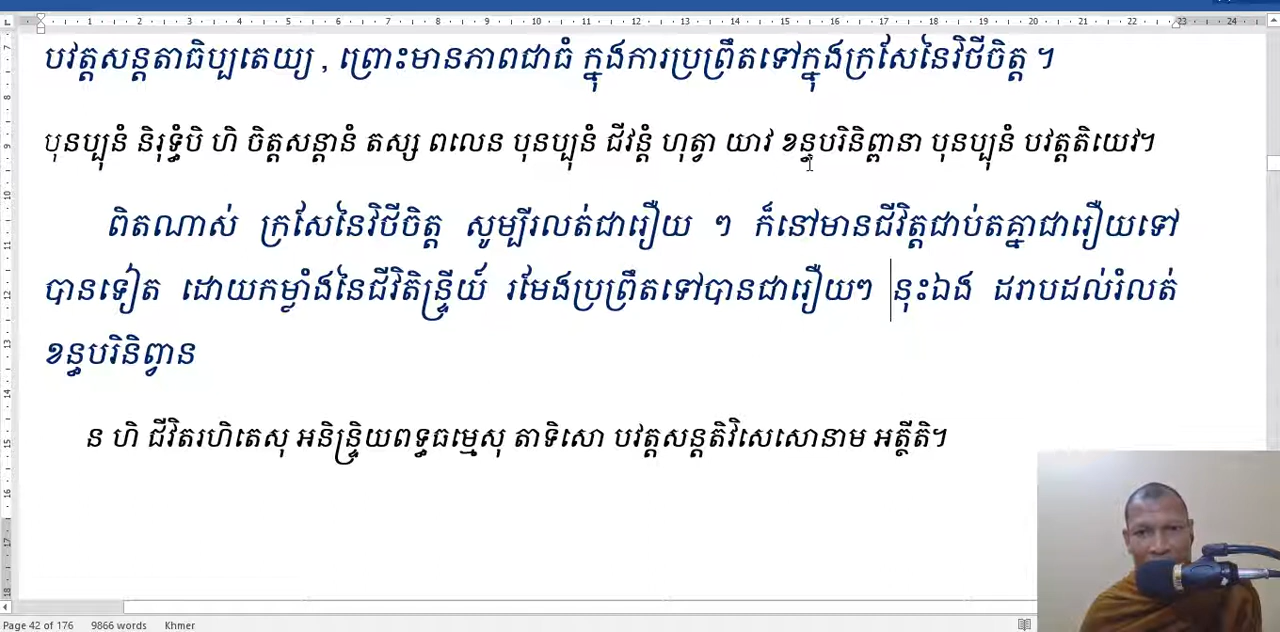 បវត្តសន្តតាធិប្បតេយ្យ , ព្រោះមានភាពជាធំ ក្នុងការប្រព្រឹតទៅក្នុងក្រសែនៃវិថីចិត្ត ។
បុនប្បុនំ និរុទ្ធំបិ ហិ ចិត្តសន្តានំ តស្ស ពលេន បុនប្បុនំ ជីវន្តំ ហុត្វា យាវ ខន្ធបរិនិព្ពានា បុនប្បុនំ បវត្តតិយេវ។
ពិតណាស់ ក្រសែនៃវិថីចិត្ត សូម្បីរលត់ជារឿយ ៗ ក៏នៅមានជីវិត្តជាប់តគ្នាជារឿយទៅ
បានទៀត ដោយកម្លាំងនៃជីវិតិន្ទ្រីយ៍ រមែងប្រព្រឹតទៅបានជារឿយៗ នុះឯង ដរាបដល់រំលត់
ខន្ធបរិនិព្វាន
ន ហិ ជីវិតរហិតេសុ អនិន្ទ្រិយពទ្ធធម្មេសុ តាទិសោ បវត្តសន្តតិវិសេសោនាម អត្ថីតិ។
Page 42 of 176 9866 words Khmer